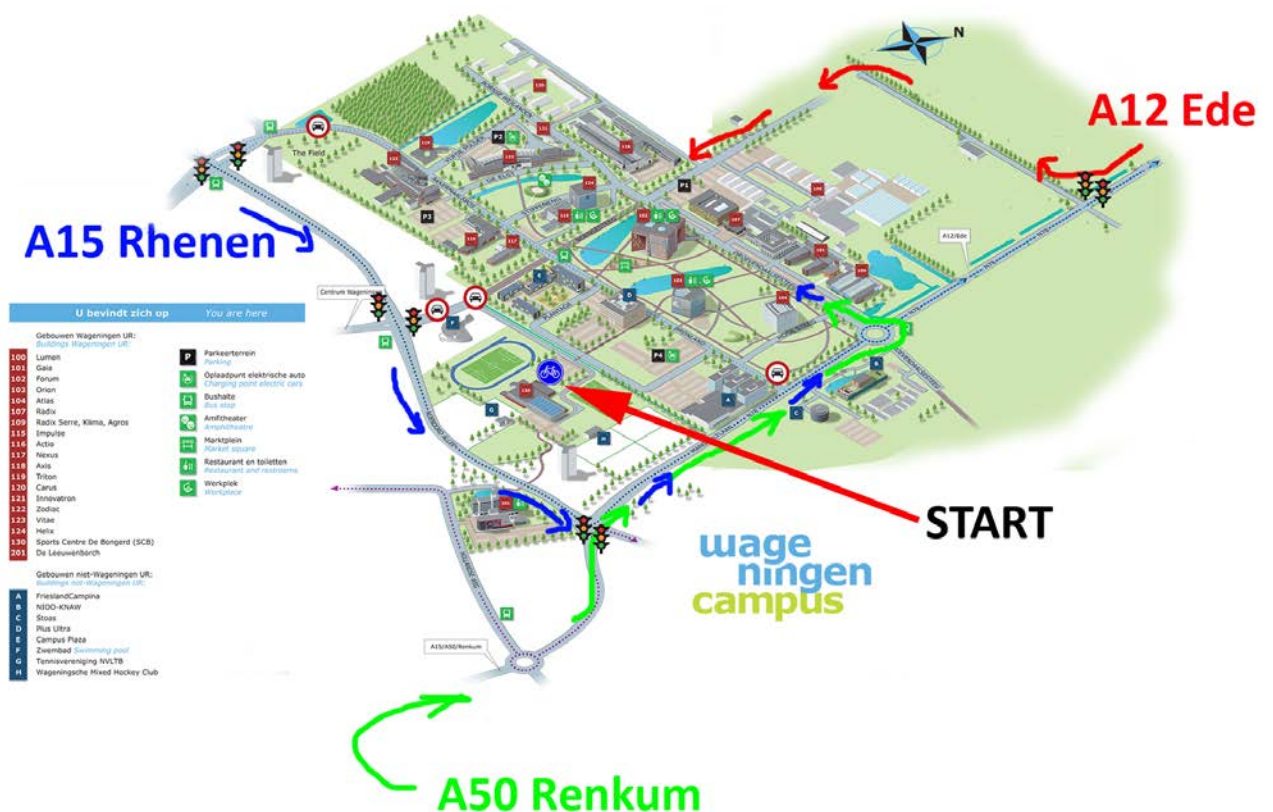 N
A12 Ede
The Field
A15 Rhenen
A12/Ede
Centrum Wageningen
U bevindt zich op You are here
Gebouwen Wageningen UR:
Buildings Wageningen UR:
100 Lumen
101 Gaia
102 Forum
103 Orion
104 Atlas
107 Radix
109 Radix Serre, Klima, Agros
115 Impulse
116 Actio
117 Nexus
118 Axis
119 Triton
120 Carus
121 Innovatron
122 Zodiac
123 Vitae
124 Helix
130 Sports Centre De Bongerd (SCB)
201 De Leeuwenborch
Gebouwen niet-Wageningen UR:
Buildings not-Wageningen UR:
A FrieslandCampina
B NIOO-KNAW
C Stoas
D Plus Ultra
E Campus Plaza
F Zwembad Swimming pool
G Tennisvereniging NVLTB
H Wageningsche Mixed Hockey Club
P Parkeerterrein
Parking
Oplaadpunt elektrische auto
Charging point electric cars
Bushalte
Bus stop
Amfitheater
Amphitheatre
Marktplein
Market square
Restaurant en toiletten
Restaurant and restrooms
Werkplek
Workplace
P2
P1
P3
P4
START
wage
ningen
campus
A15/A50/Renkum
A50 Renkum